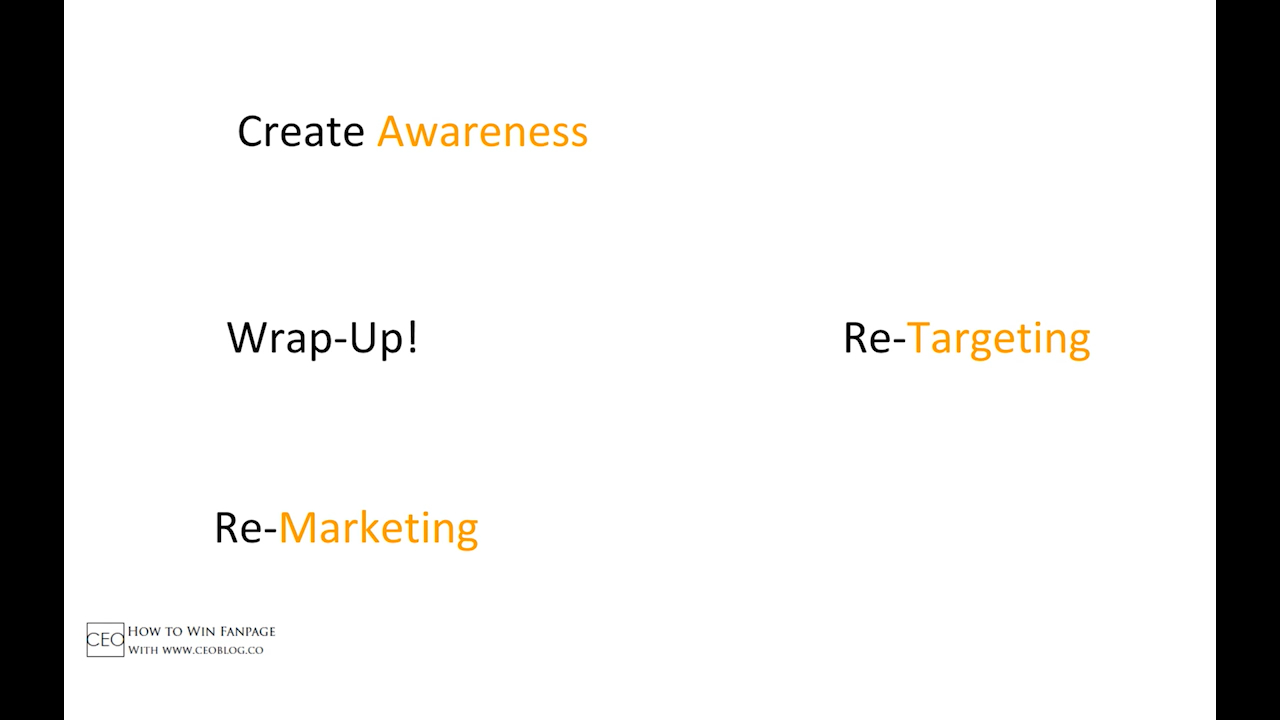 Create Awareness
Wrap-Up!
Re-Targeting
Re-Marketing
CEO
How to Win Fanpage
With www.ceoblog.co